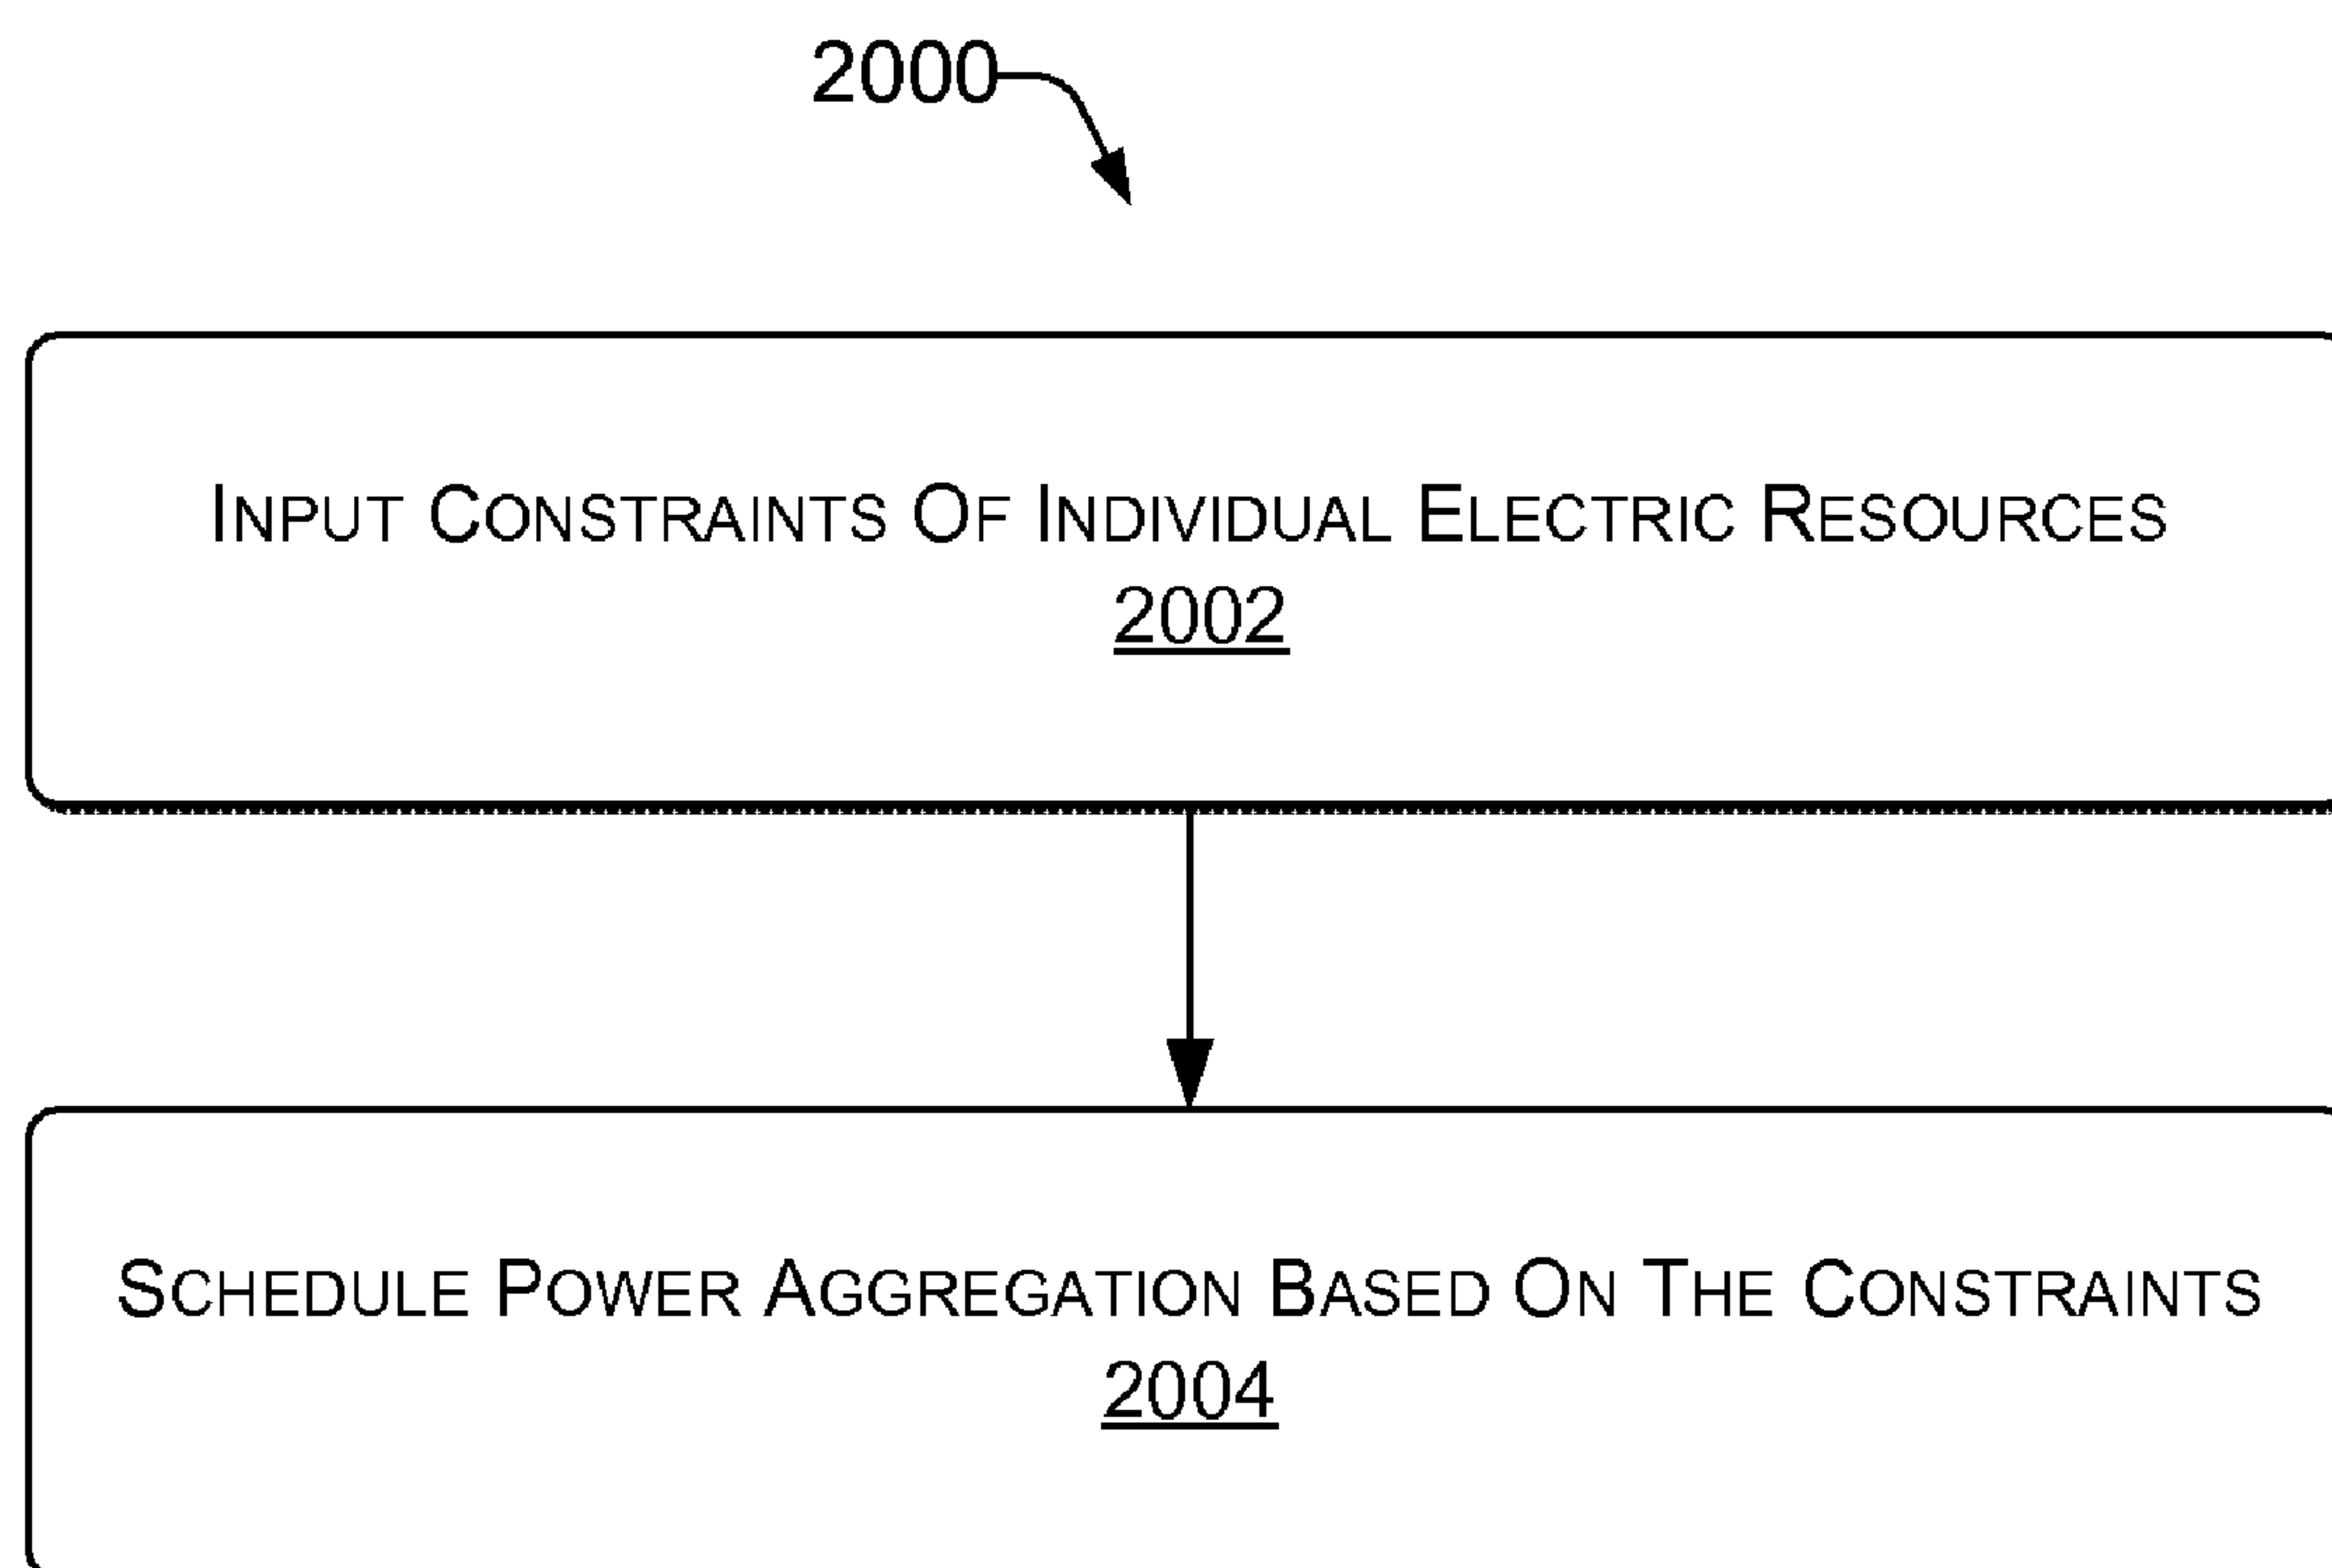 2000
INPUT CONSTRAINTS OF INDIVIDUAL ELECTRIC RESOURCES
2002
SCHEDULE POWER AGGREGATION BASED ON THE CONSTRAINTS
2004